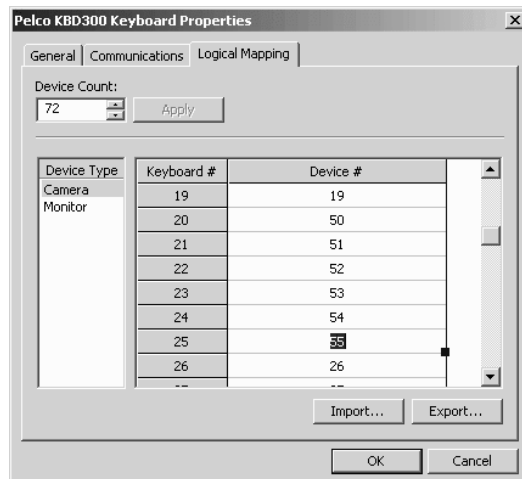 Pelco KBD300 Keyboard Properties
General Communications Logical Mapping
Device Count:
72 Apply
Device Type Keyboard # Device #
Camera 19 19
Monitor 20 50
21 51
22 52
23 53
24 54
25 55
26 26
Import... Export...
OK Cancel